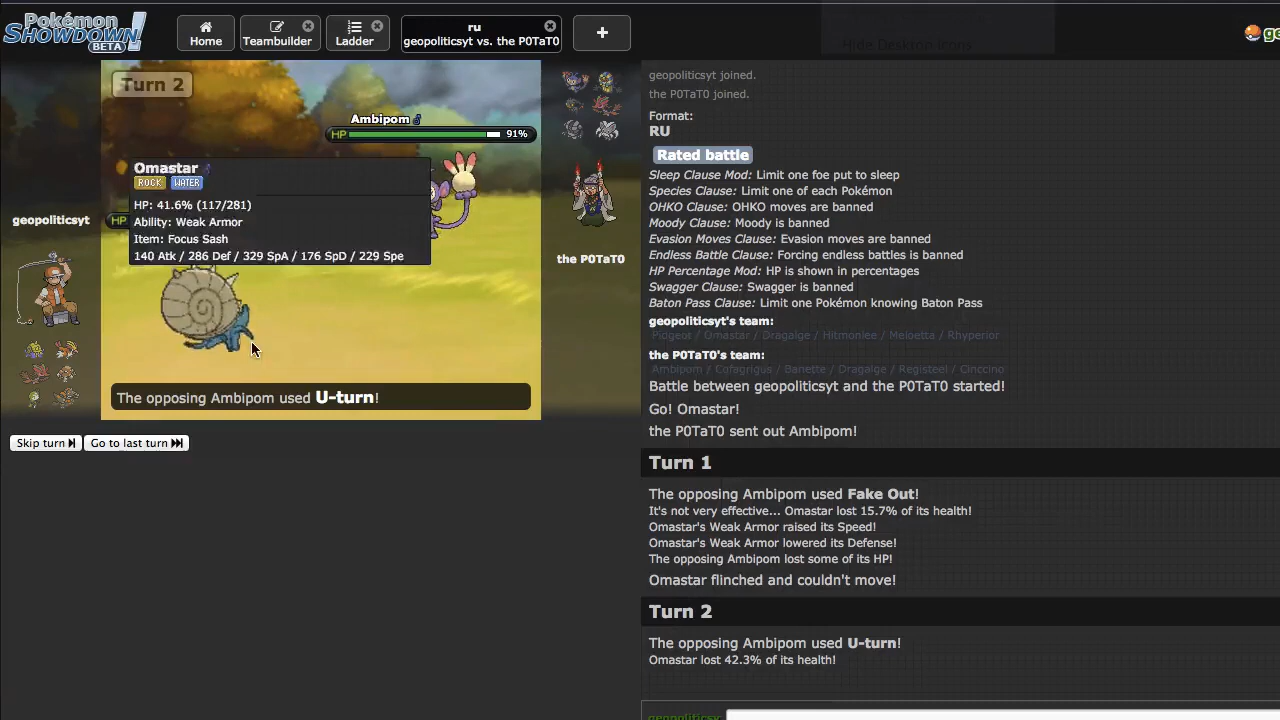 Pokémon
SHOWDOWN!
BETA
Home
Teambuilder
Ladder
ru
geopoliticsyt vs. the P0TaT0
+
Hide Desktop Icons
ge
Turn 2
Ambipom
HP 91%
Omastar
ROCK WATER
HP: 41.6% (117/281)
Ability: Weak Armor
Item: Focus Sash
140 Atk / 286 Def / 329 SpA / 176 SpD / 229 Spe
geopoliticsyt
HP
the P0TaT0
The opposing Ambipom used U-turn!
Skip turn
Go to last turn
geopoliticsyt joined.
the P0TaT0 joined.
Format:
RU
Rated battle
Sleep Clause Mod: Limit one foe put to sleep
Species Clause: Limit one of each Pokémon
OHKO Clause: OHKO moves are banned
Moody Clause: Moody is banned
Evasion Moves Clause: Evasion moves are banned
Endless Battle Clause: Forcing endless battles is banned
HP Percentage Mod: HP is shown in percentages
Swagger Clause: Swagger is banned
Baton Pass Clause: Limit one Pokémon knowing Baton Pass
geopoliticsyt's team:
Pidgeot / Omastar / Dragalge / Hitmonlee / Meloetta / Rhyperior
the P0TaT0's team:
Ambipom / Cofagrigus / Banette / Dragalge / Registeel / Cinccino
Battle between geopoliticsyt and the P0TaT0 started!
Go! Omastar!
the P0TaT0 sent out Ambipom!
Turn 1
The opposing Ambipom used Fake Out!
It's not very effective... Omastar lost 15.7% of its health!
Omastar's Weak Armor raised its Speed!
Omastar's Weak Armor lowered its Defense!
The opposing Ambipom lost some of its HP!
Omastar flinched and couldn't move!
Turn 2
The opposing Ambipom used U-turn!
Omastar lost 42.3% of its health!
geopoliticsy